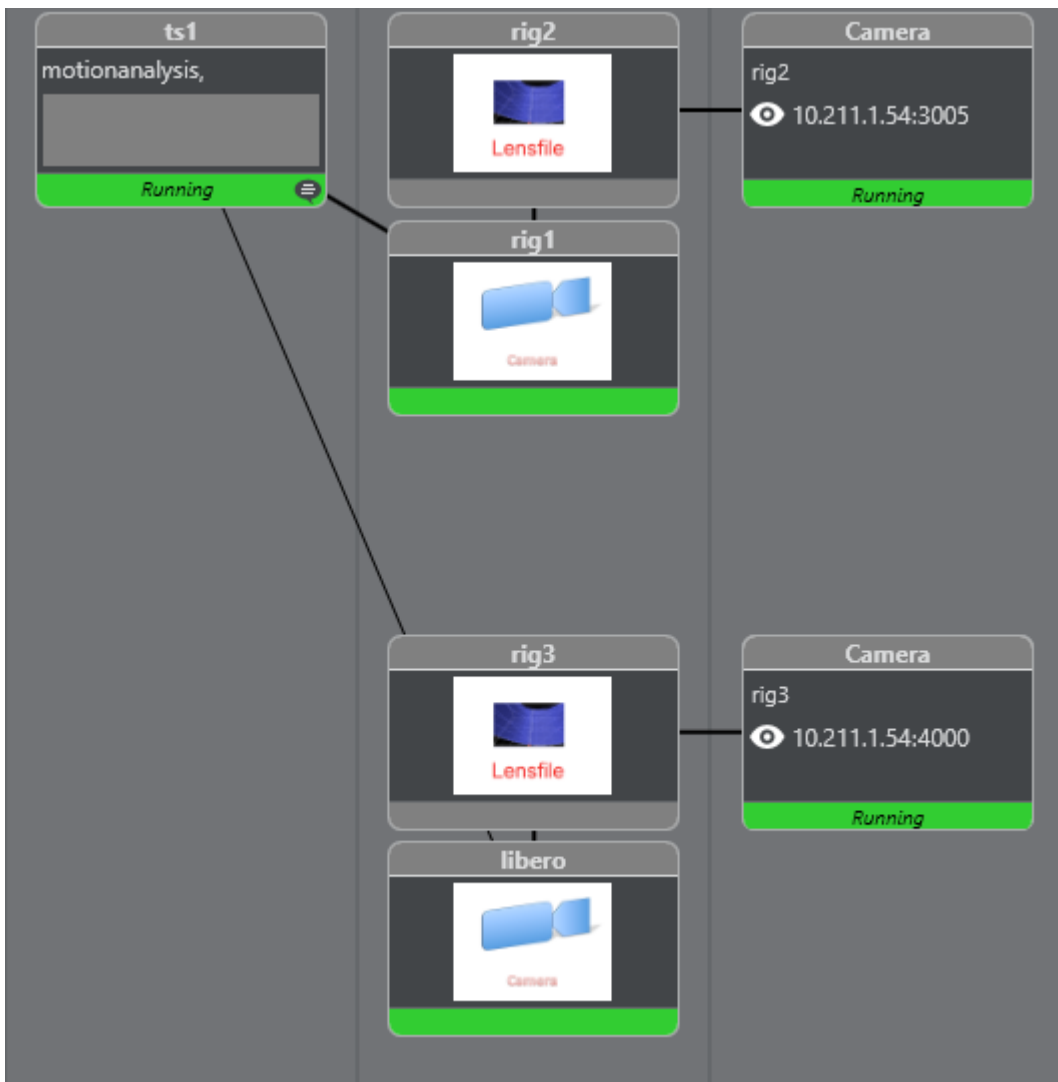 ts1
motionanalysis,
Running
rig2
Lensfile
rig1
Camera
Camera
rig2
10.211.1.54:3005
Running
rig3
Lensfile
libero
Camera
Camera
rig3
10.211.1.54:4000
Running